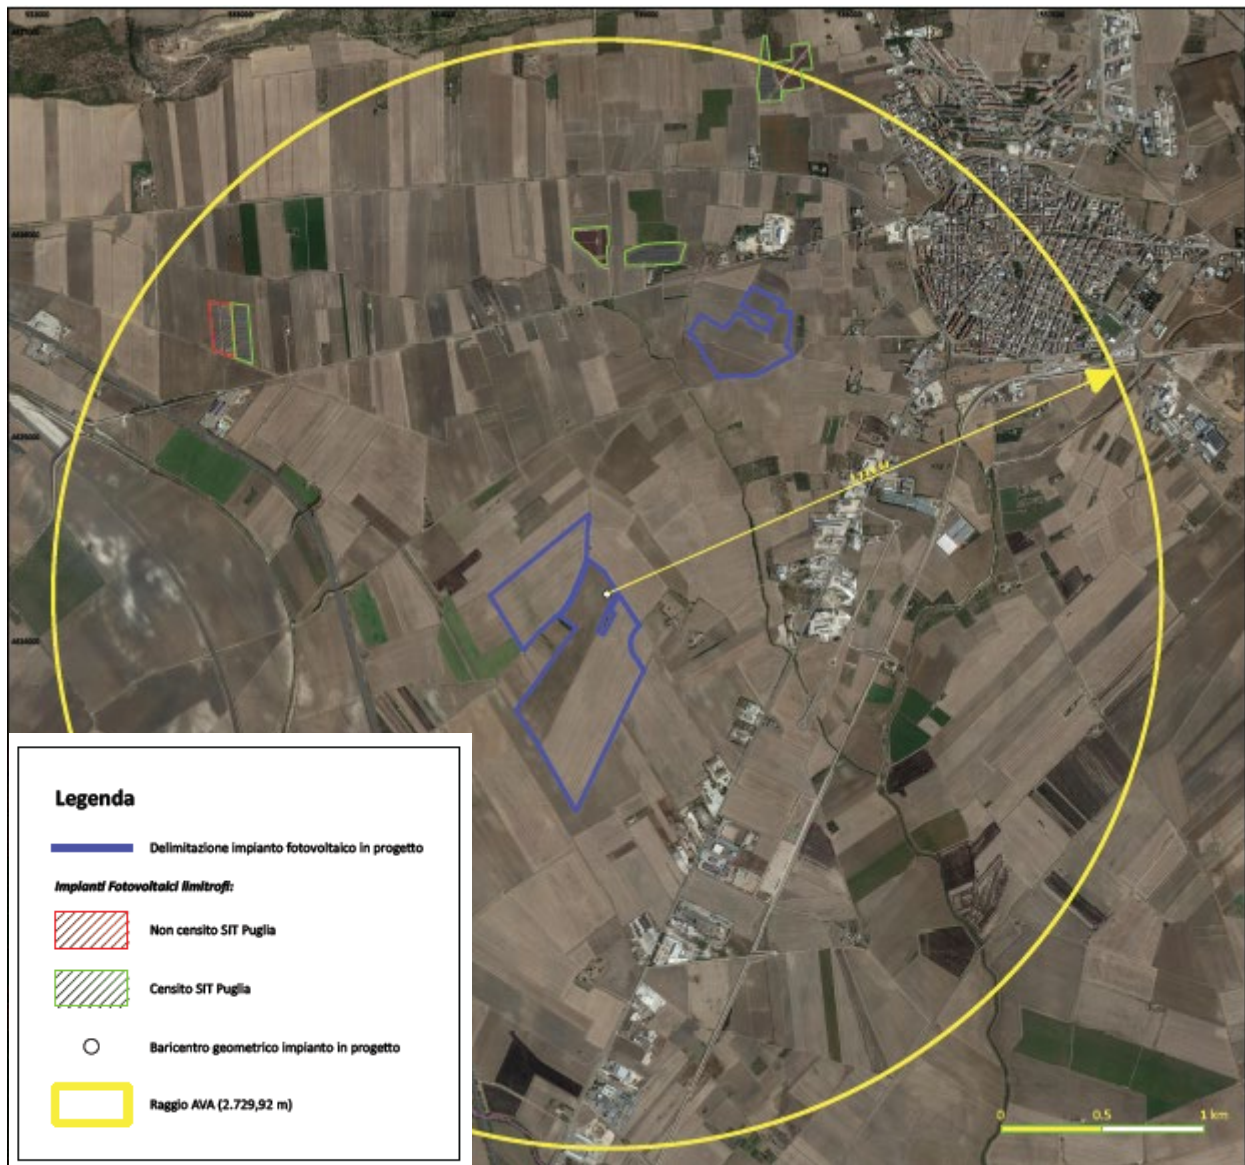 Legenda
Delimitazione impianto fotovoltaico in progetto
Impianti Fotovoltaici limitrofi:
Non censito SIT Puglia
Censito SIT Puglia
Baricentro geometrico impianto in progetto
Raggio AVA (2.729,92 m)
0 0.5 1 km